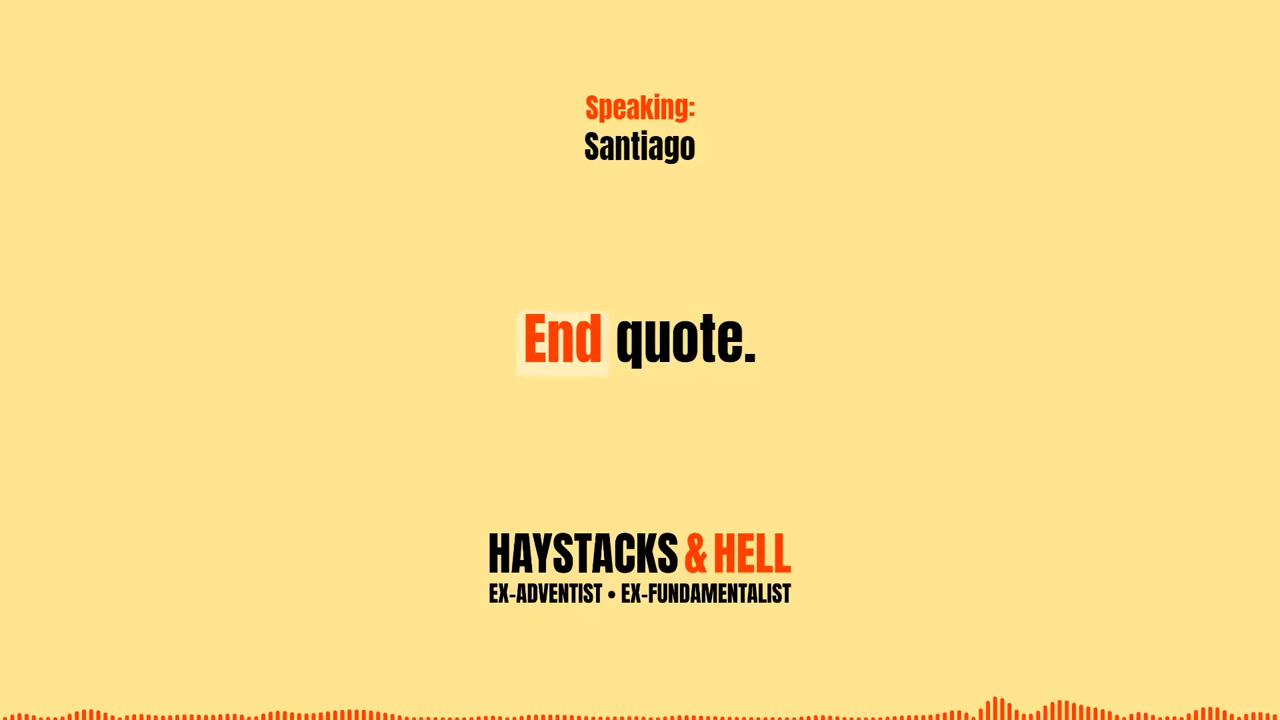 Speaking:
Santiago
End quote.
HAYSTACKS & HELL
EX-ADVENTIST • EX-FUNDAMENTALIST